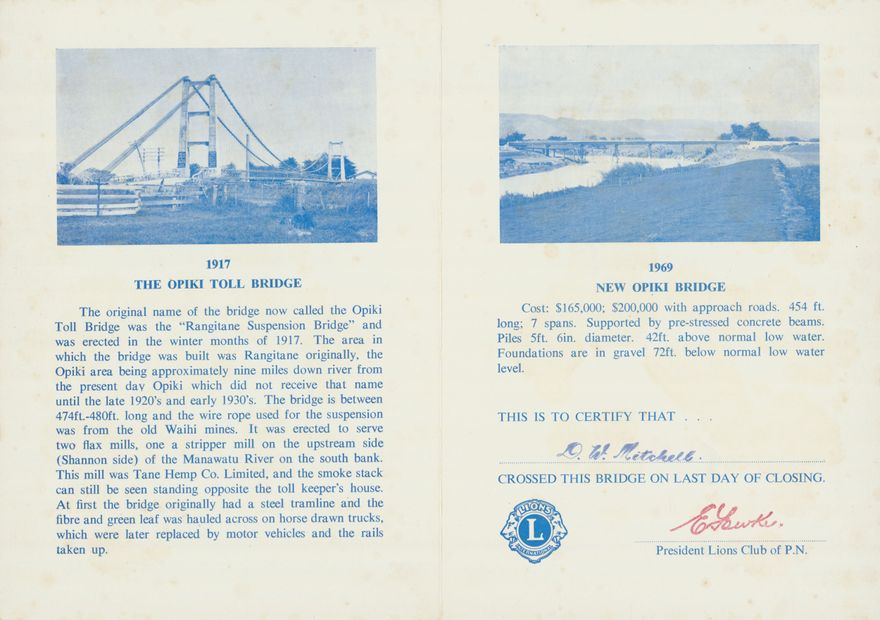 1917
THE OPIKI TOLL BRIDGE
The original name of the bridge now called the Opiki
Toll Bridge was the “Rangitane Suspension Bridge” and
was erected in the winter months of 1917. The area in
which the bridge was built was Rangitane originally, the
Opiki area being approximately nine miles down river from
the present day Opiki which did not receive that name
until the late 1920's and early 1930's. The bridge is between
474ft.-480ft. long and the wire rope used for the suspension
was from the old Waihi mines. It was erected to serve
two flax mills, one a stripper mill on the upstream side
(Shannon side) of the Manawatu River on the south bank.
This mill was Tane Hemp Co. Limited, and the smoke stack
can still be seen standing opposite the toll keeper's house.
At first the bridge originally had a steel tramline and the
fibre and green leaf was hauled across on horse drawn trucks,
which were later replaced by motor vehicles and the rails
taken up.
1969
NEW OPIKI BRIDGE
Cost: $165,000; $200,000 with approach roads. 454 ft.
long; 7 spans. Supported by pre-stressed concrete beams.
Piles 5ft. 6in. diameter. 42ft. above normal low water.
Foundations are in gravel 72ft. below normal low water
level.
THIS IS TO CERTIFY THAT . . .
D. W. Mitchell.
CROSSED THIS BRIDGE ON LAST DAY OF CLOSING.
LIONS
L
INTERNATIONAL
President Lions Club of P.N.